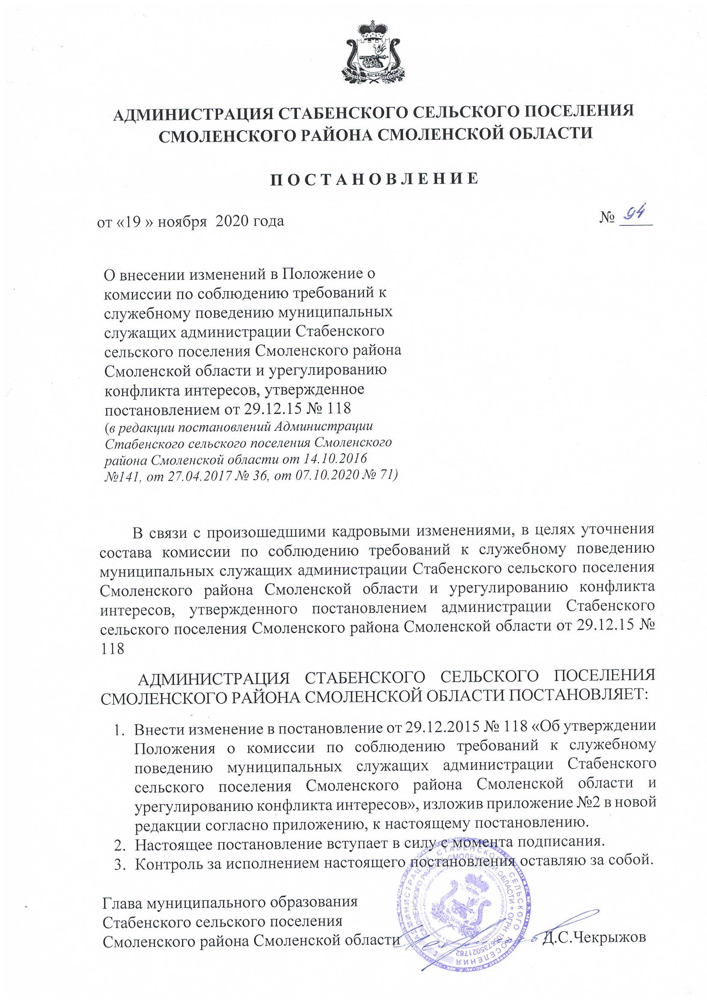 АДМИНИСТРАЦИЯ СТАБЕНСКОГО СЕЛЬСКОГО ПОСЕЛЕНИЯ
СМОЛЕНСКОГО РАЙОНА СМОЛЕНСКОЙ ОБЛАСТИ
П О С Т А Н О В Л Е Н И Е
от «19 » ноября 2020 года № 94
О внесении изменений в Положение о
комиссии по соблюдению требований к
служебному поведению муниципальных
служащих администрации Стабенского
сельского поселения Смоленского района
Смоленской области и урегулированию
конфликта интересов, утвержденное
постановлением от 29.12.15 № 118
(в редакции постановлений Администрации
Стабенского сельского поселения Смоленского
района Смоленской области от 14.10.2016
№141, от 27.04.2017 № 36, от 07.10.2020 № 71)
В связи с произошедшими кадровыми изменениями, в целях уточнения
состава комиссии по соблюдению требований к служебному поведению
муниципальных служащих администрации Стабенского сельского поселения
Смоленского района Смоленской области и урегулированию конфликта
интересов, утвержденного постановлением администрации Стабенского
сельского поселения Смоленского района Смоленской области от 29.12.15 №
118
АДМИНИСТРАЦИЯ СТАБЕНСКОГО СЕЛЬСКОГО ПОСЕЛЕНИЯ
СМОЛЕНСКОГО РАЙОНА СМОЛЕНСКОЙ ОБЛАСТИ ПОСТАНОВЛЯЕТ:
1. Внести изменение в постановление от 29.12.2015 № 118 «Об утверждении
Положения о комиссии по соблюдению требований к служебному
поведению муниципальных служащих администрации Стабенского
сельского поселения Смоленского района Смоленской области и
урегулированию конфликта интересов», изложив приложение №2 в новой
редакции согласно приложению, к настоящему постановлению.
2. Настоящее постановление вступает в силу с момента подписания.
3. Контроль за исполнением настоящего постановления оставляю за собой.
Глава муниципального образования
Стабенского сельского поселения
Смоленского района Смоленской области Д.С.Чекрыжов
АДМИНИСТРАЦИЯ СТАБЕНСКОГО СЕЛЬСКОГО ПОСЕЛЕНИЯ
СМОЛЕНСКОГО РАЙОНА СМОЛЕНСКОЙ ОБЛАСТИ * ОГРН 1056735021782